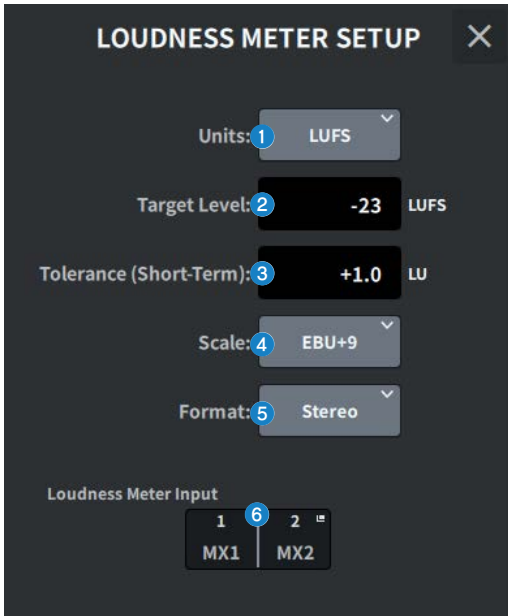 LOUDNESS METER SETUP
Units: 1 LUFS
Target Level: 2 -23 LUFS
Tolerance (Short-Term): 3 +1.0 LU
Scale: 4 EBU+9
Format: 5 Stereo
Loudness Meter Input
6
1 2
MX1 MX2